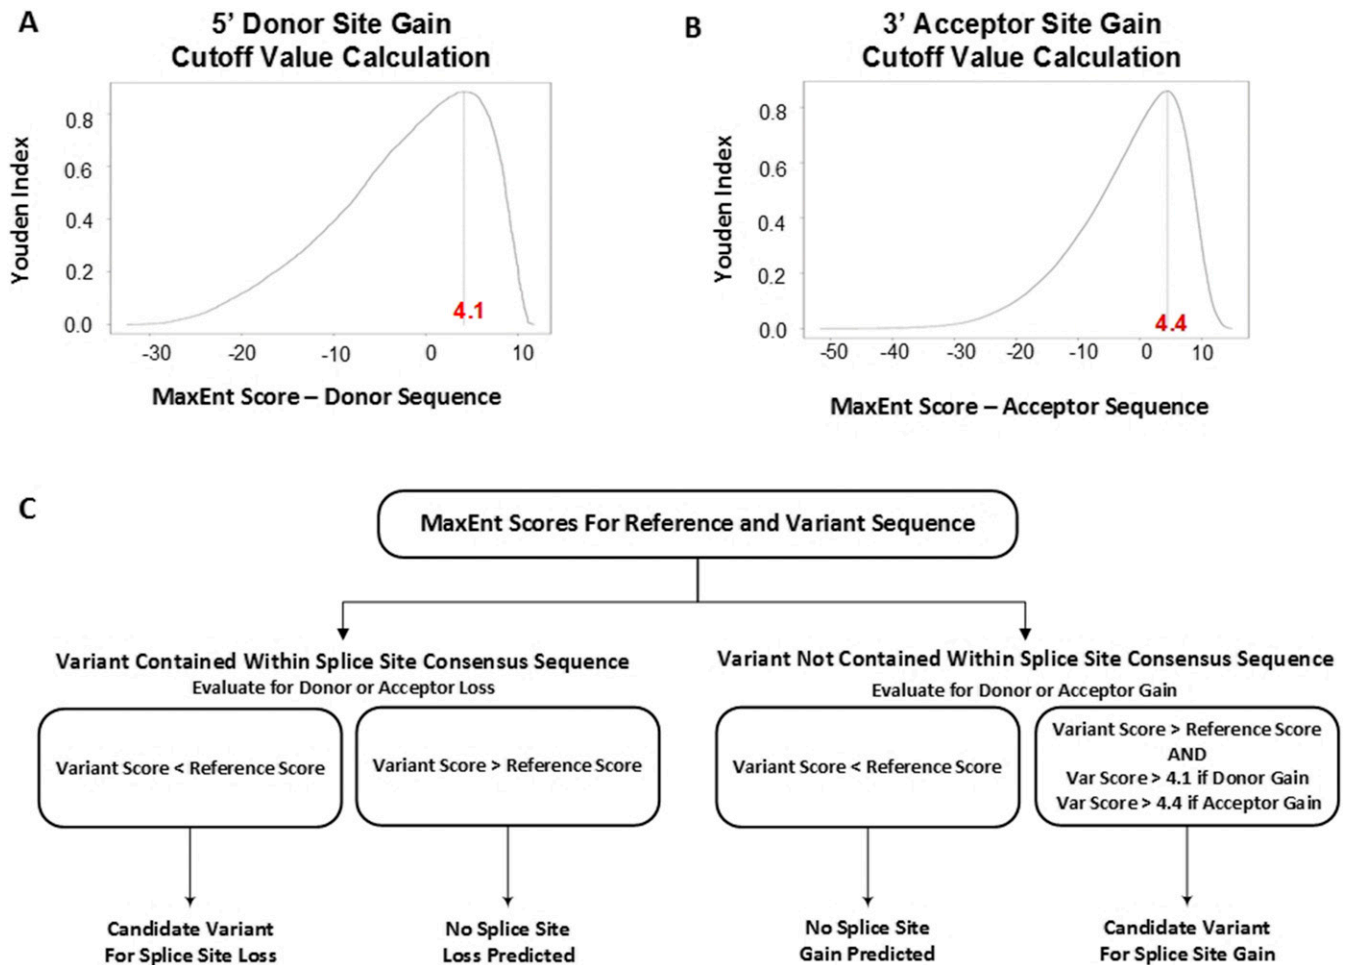 A
5’ Donor Site Gain
Cutoff Value Calculation
Youden Index
0.8
0.6
0.4
0.2
0.0
4.1
-30
-20
-10
0
10
MaxEnt Score – Donor Sequence
B
3’ Acceptor Site Gain
Cutoff Value Calculation
Youden Index
0.8
0.6
0.4
0.2
0.0
4.4
-50
-40
-30
-20
-10
0
10
MaxEnt Score – Acceptor Sequence
C
MaxEnt Scores For Reference and Variant Sequence
Variant Contained Within Splice Site Consensus Sequence
Evaluate for Donor or Acceptor Loss
Variant Score < Reference Score
Candidate Variant
For Splice Site Loss
Variant Score > Reference Score
No Splice Site
Loss Predicted
Variant Not Contained Within Splice Site Consensus Sequence
Evaluate for Donor or Acceptor Gain
Variant Score < Reference Score
No Splice Site
Gain Predicted
Variant Score > Reference Score
AND
Var Score > 4.1 if Donor Gain
Var Score > 4.4 if Acceptor Gain
Candidate Variant
For Splice Site Gain